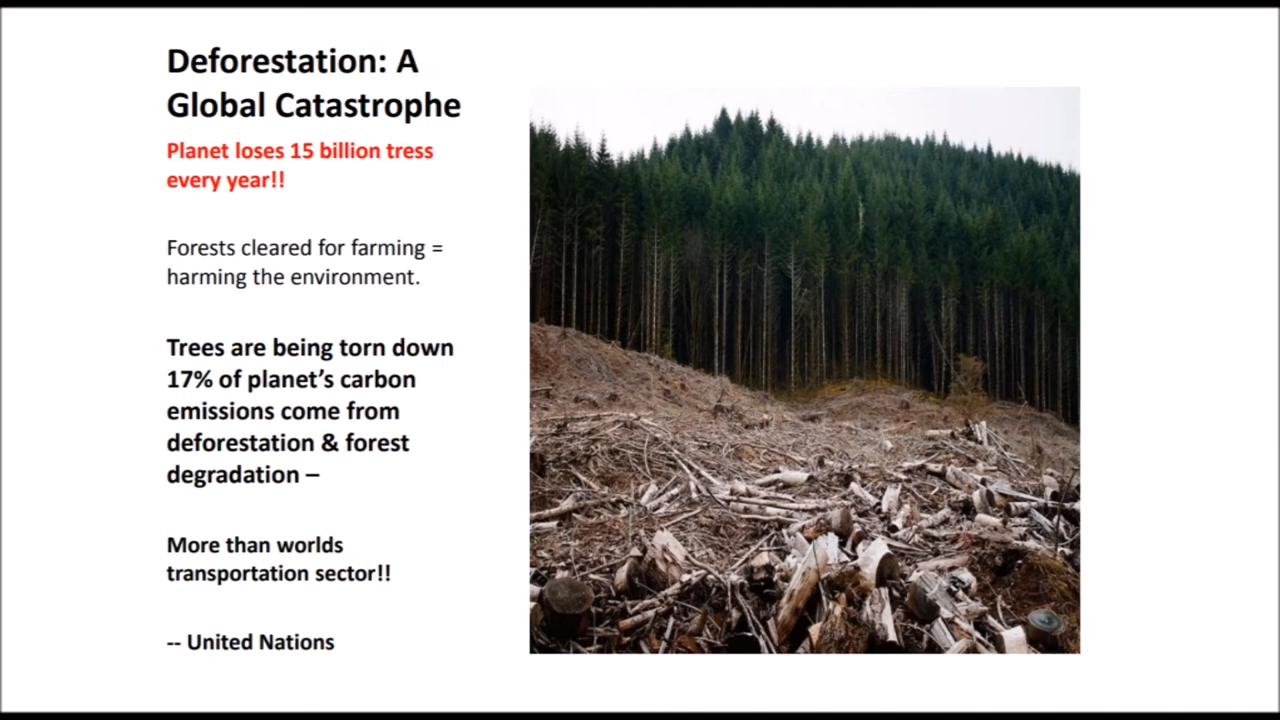 Deforestation: A
Global Catastrophe
Planet loses 15 billion tress
every year!!
Forests cleared for farming =
harming the environment.
Trees are being torn down
17% of planet’s carbon
emissions come from
deforestation & forest
degradation –
More than worlds
transportation sector!!
-- United Nations